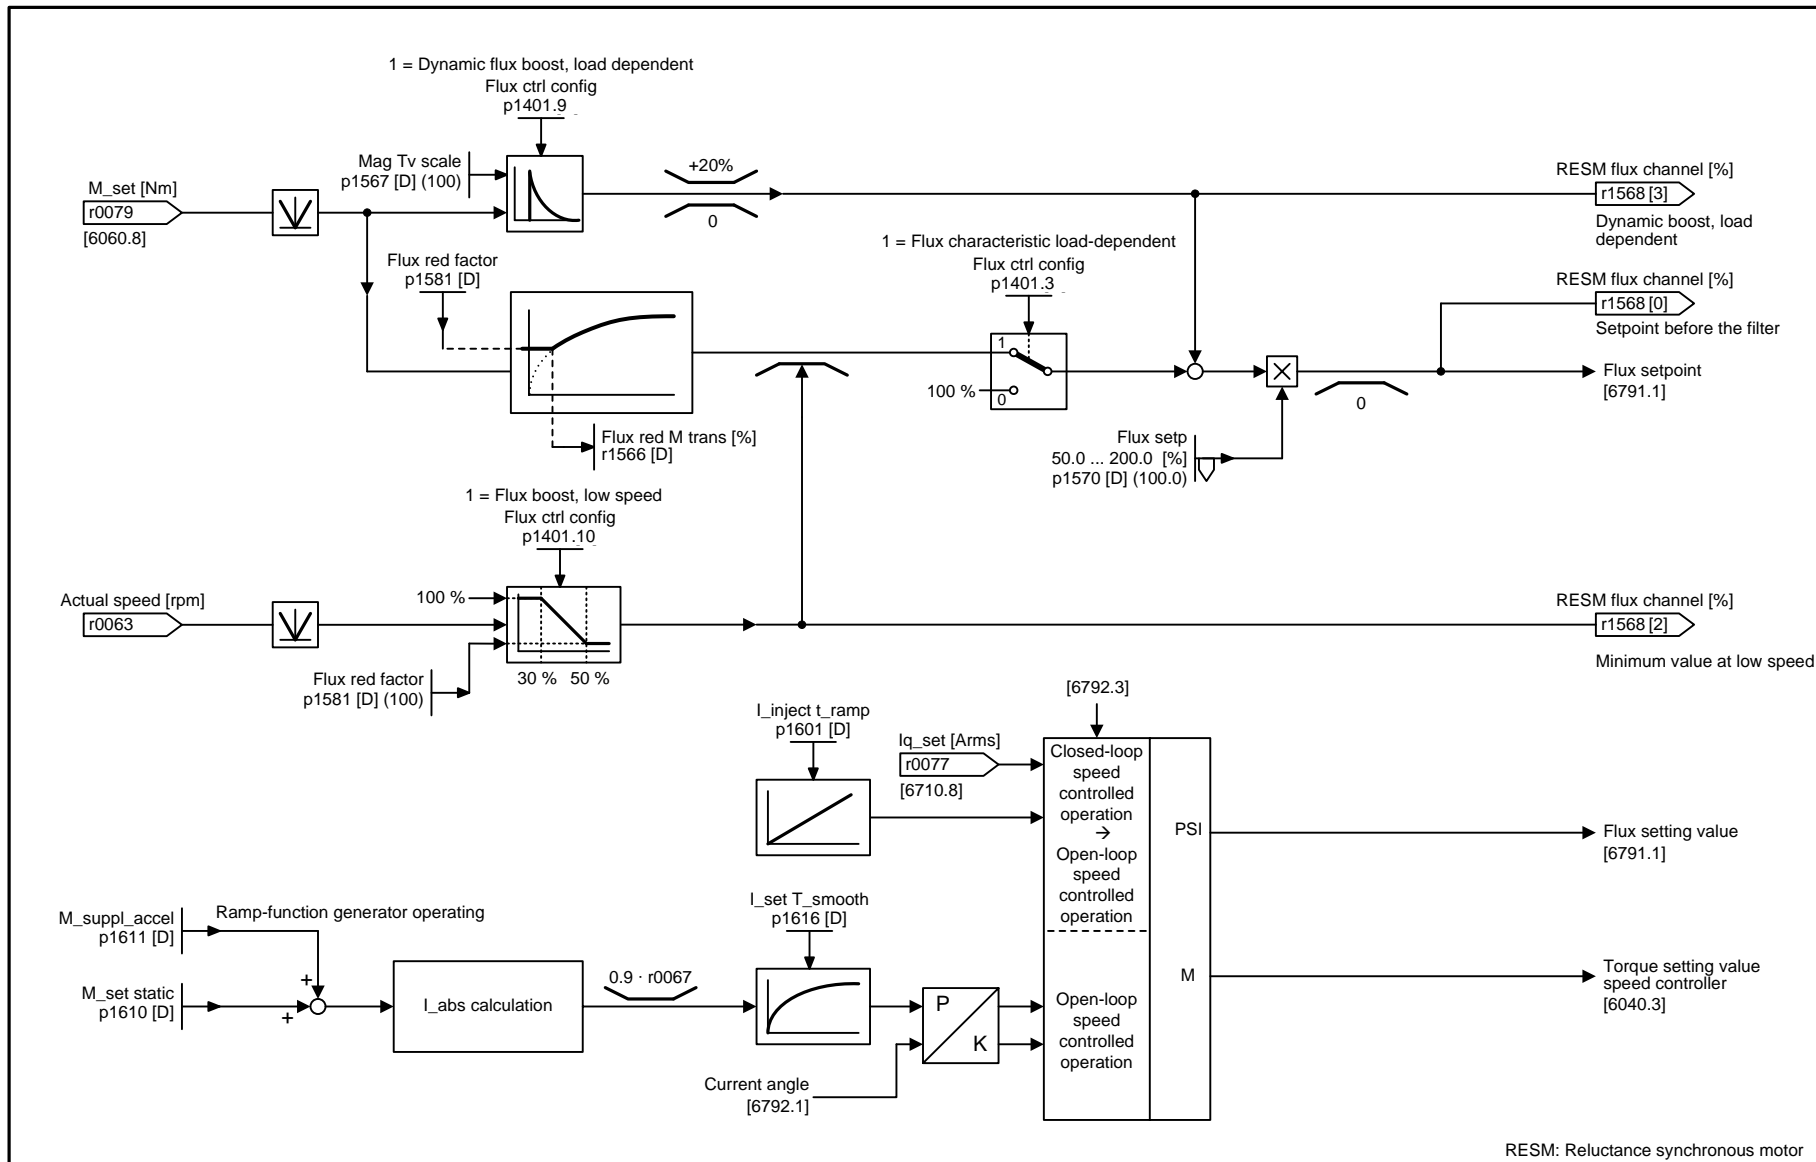 1 = Dynamic flux boost, load dependent
Flux ctrl config
p1401.9
Mag Tv scale
p1567 [D] (100)
+20%
0
M_set [Nm]
r0079
[6060.8]
RESM flux channel [%]
r1568 [3]
Dynamic boost, load
dependent
1 = Flux characteristic load-dependent
Flux ctrl config
p1401.3
Flux red factor
p1581 [D]
RESM flux channel [%]
r1568 [0]
Setpoint before the filter
1
100 %
0
Flux setpoint
[6791.1]
0
Flux red M trans [%]
r1566 [D]
Flux setp
50.0 ... 200.0 [%]
p1570 [D] (100.0)
1 = Flux boost, low speed
Flux ctrl config
p1401.10
Actual speed [rpm]
r0063
100 %
Flux red factor
p1581 [D] (100)
30 % 50 %
RESM flux channel [%]
r1568 [2]
Minimum value at low speed
[6792.3]
I_inject t_ramp
p1601 [D]
Iq_set [Arms]
r0077
[6710.8]
Closed-loop
speed
controlled
operation
→
Open-loop
speed
controlled
operation
PSI
Flux setting value
[6791.1]
M_suppl_accel
p1611 [D]
Ramp-function generator operating
+
M_set static
p1610 [D]
+
I_abs calculation
0.9 · r0067
I_set T_smooth
p1616 [D]
P
K
Current angle
[6792.1]
Open-loop
speed
controlled
operation
M
Torque setting value
speed controller
[6040.3]
RESM: Reluctance synchronous motor